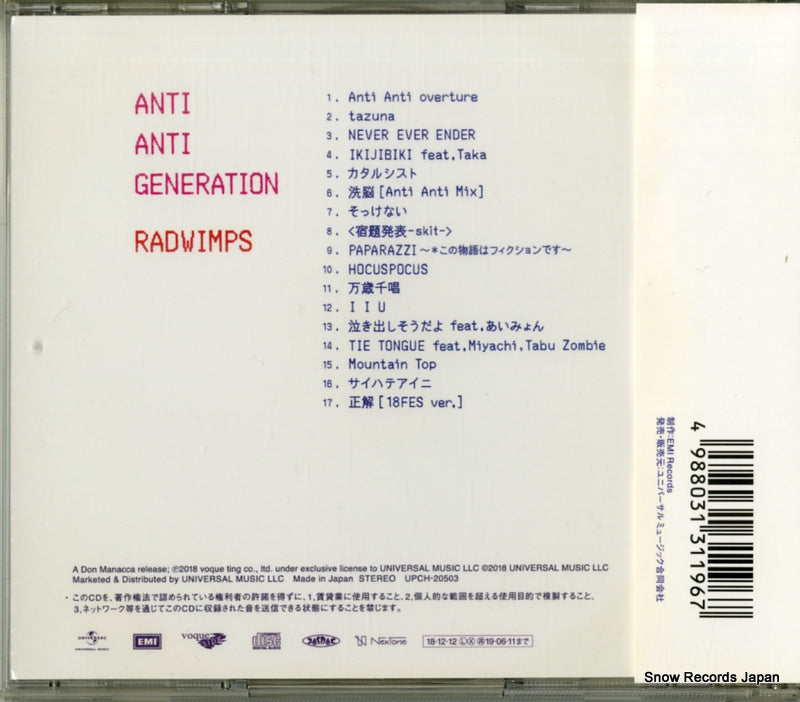 ANTI
ANTI
GENERATION
RADWIMPS
1. Anti Anti overture
2. tazuna
3. NEVER EVER ENDER
4. IKIJIBIKI feat.Taka
5. カタルシスト
6. 洗脳[Anti Anti Mix]
7. そっけない
8. <宿題発表-skit->
9. PAPARAZZI～*この物語はフィクションです～
10. HOCUSPOCUS
11. 万歳千唱
12. I I U
13. 泣き出しそうだよ feat.あいみょん
14. TIE TONGUE feat.Miyachi,Tabu Zombie
15. Mountain Top
16. サイハテアイニ
17. 正解[18FES ver.]
制作:EMI Records
発売・販売元:ユニバーサル ミュージック合同会社
4 988031 311967
A Don Manacca release; ℗2018 voque ting co., ltd. under exclusive license to UNIVERSAL MUSIC LLC ©2018 UNIVERSAL MUSIC LLC
Marketed & Distributed by UNIVERSAL MUSIC LLC Made in Japan STEREO UPCH-20503
・このCDを、著作権法で認められている権利者の許諾を得ずに、1,賃貸業に使用すること、2,個人的な範囲を超える使用目的で複製すること、
3,ネットワーク等を通じてこのCDに収録された音を送信できる状態にすることを禁じます。
UNIVERSAL
UNIVERSAL MUSIC
EMI
voque ting
COMPACT disc DIGITAL AUDIO
JASRAC
NexTone
18・12・12 Ⓛ Ⓧ 再19・06・11まで
Snow Records Japan